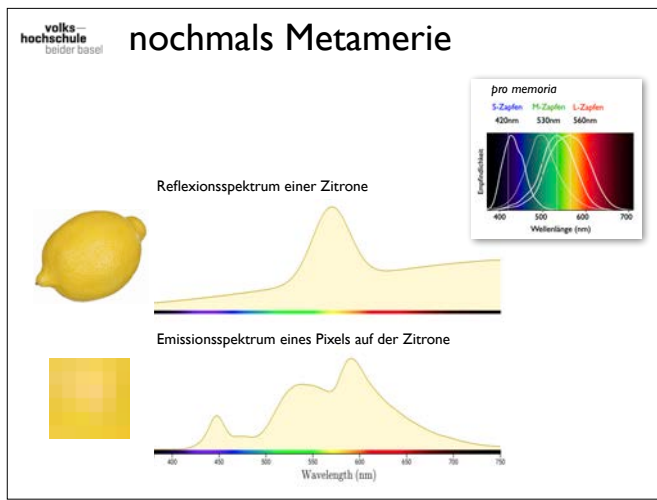 volks—
hochschule
beider basel
nochmals Metamerie
pro memoria
S-Zapfen M-Zapfen L-Zapfen
420nm 530nm 560nm
Empfindlichkeit
400 500 600 700
Wellenlänge (nm)
Reflexionsspektrum einer Zitrone
Emissionsspektrum eines Pixels auf der Zitrone
400 450 500 550 600 650 700 750
Wavelength (nm)